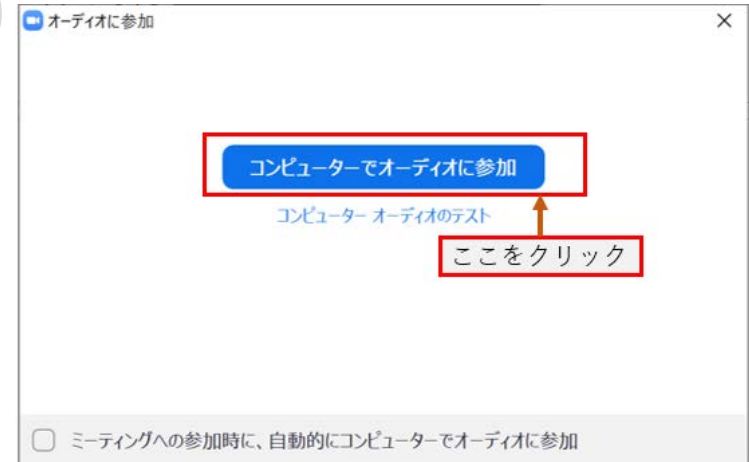 オーディオに参加
コンピューターでオーディオに参加
コンピューター オーディオのテスト
ここをクリック
ミーティングへの参加時に、自動的にコンピューターでオーディオに参加